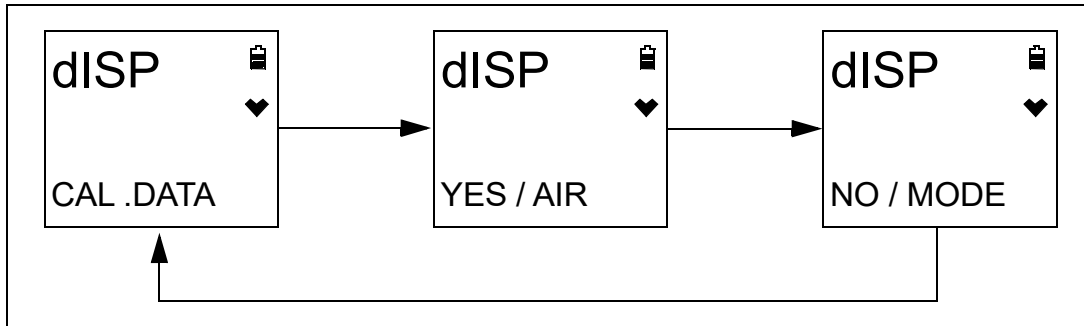 dISP
CAL .DATA
dISP
YES / AIR
dISP
NO / MODE